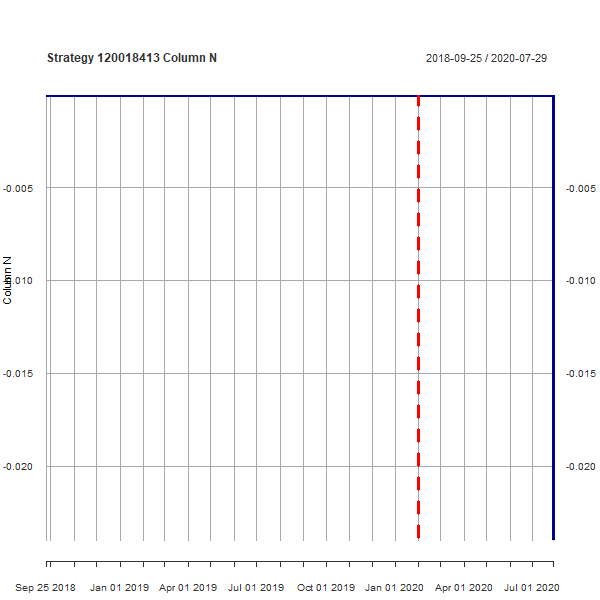 Strategy 120018413 Column N
2018-09-25 / 2020-07-29
-0.005
-0.005
Column N
-0.010
-0.010
-0.015
-0.015
-0.020
-0.020
Sep 25 2018
Jan 01 2019
Apr 01 2019
Jul 01 2019
Oct 01 2019
Jan 01 2020
Apr 01 2020
Jul 01 2020